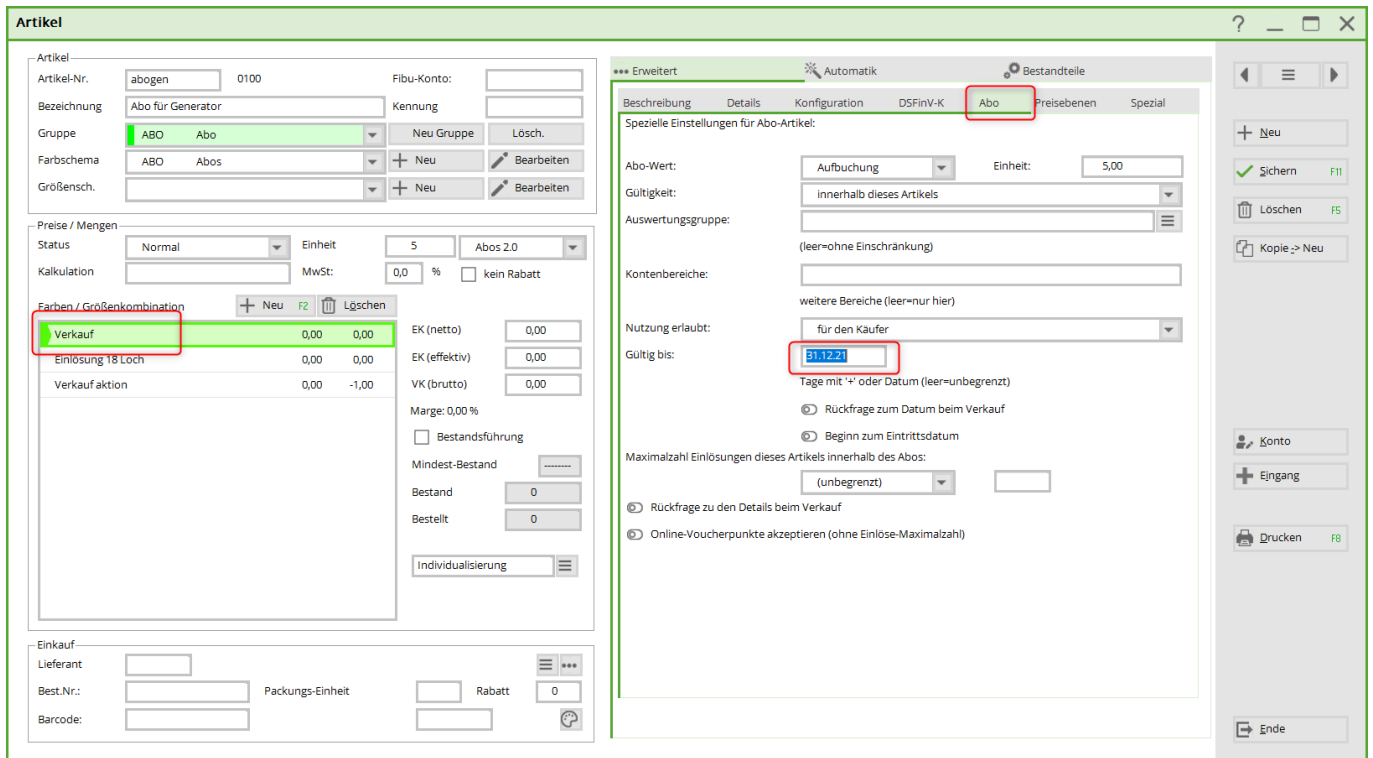 Artikel
?
Artikel
Artikel-Nr. abogen 0100 Fibu-Konto:
Bezeichnung Abo für Generator Kennung
Gruppe ABO Abo Neu Gruppe Lösch.
Farbschema ABO Abos Neu Bearbeiten
Größensch. Neu Bearbeiten
Preise / Mengen
Status Normal Einheit 5 Abos 2.0
Kalkulation MwSt: 0,0 % kein Rabatt
Farben / Größenkombination Neu F2 Löschen
Verkauf 0,00 0,00
Einlösung 18 Loch 0,00 0,00
Verkauf aktion 0,00 -1,00
EK (netto) 0,00
EK (effektiv) 0,00
VK (brutto) 0,00
Marge: 0,00 %
Bestandsführung
Mindest-Bestand --------
Bestand 0
Bestellt 0
Individualisierung
Einkauf
Lieferant
Best.Nr.: Packungs-Einheit Rabatt 0
Barcode:
Erweitert Automatik Bestandteile
Beschreibung Details Konfiguration DSFinV-K Abo Preisebenen Spezial
Spezielle Einstellungen für Abo-Artikel:
Abo-Wert: Aufbuchung Einheit: 5,00
Gültigkeit: innerhalb dieses Artikels
Auswertungsgruppe:
(leer=ohne Einschränkung)
Kontenbereiche:
weitere Bereiche (leer=nur hier)
Nutzung erlaubt: für den Käufer
Gültig bis: 31.12.21
Tage mit '+' oder Datum (leer=unbegrenzt)
Rückfrage zum Datum beim Verkauf
Beginn zum Eintrittsdatum
Maximalzahl Einlösungen dieses Artikels innerhalb des Abos:
(unbegrenzt)
Rückfrage zu den Details beim Verkauf
Online-Voucherpunkte akzeptieren (ohne Einlöse-Maximalzahl)
Neu
Sichern F11
Löschen F5
Kopie -> Neu
Konto
Eingang
Drucken F8
Ende